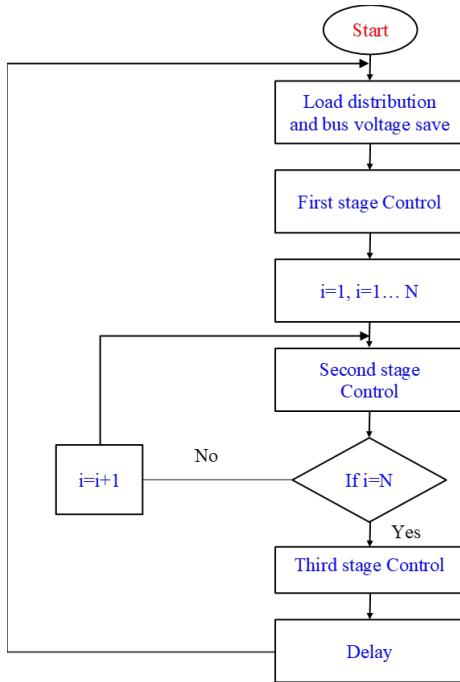 Start
Load distribution
and bus voltage save
First stage Control
i=1, i=1… N
Second stage
Control
No
i=i+1
If i=N
Yes
Third stage Control
Delay